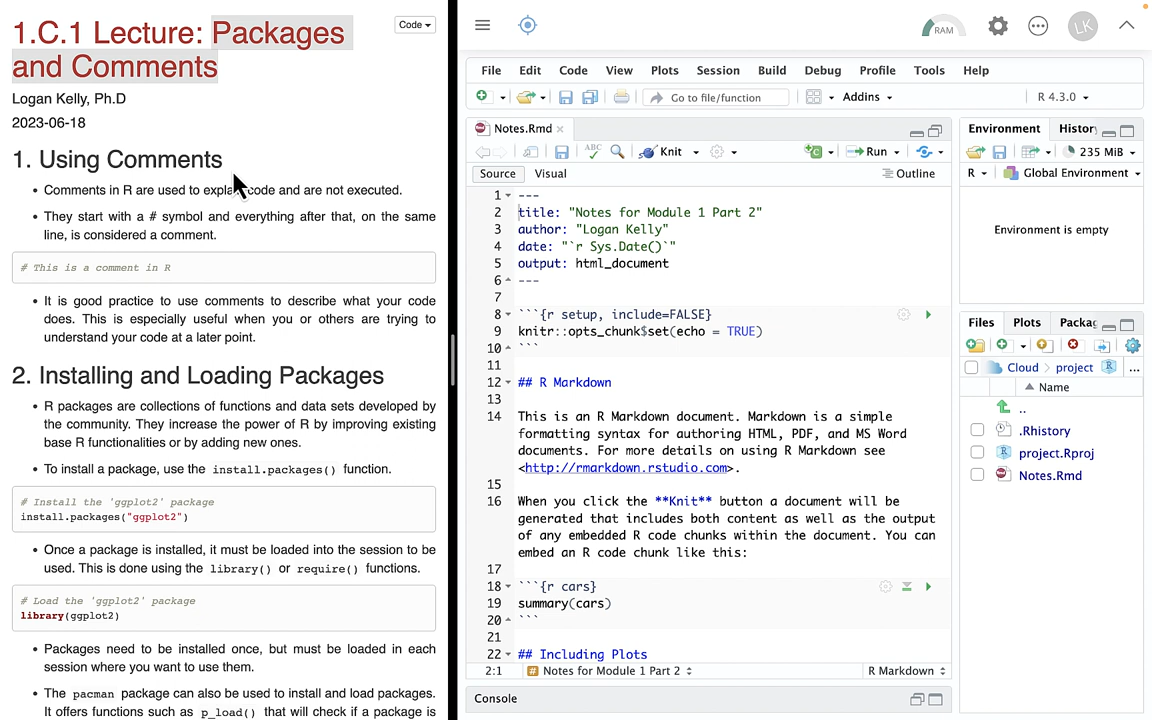 1.C.1 Lecture: Packages
and Comments
Code
Logan Kelly, Ph.D
2023-06-18
1. Using Comments
• Comments in R are used to explain code and are not executed.
• They start with a # symbol and everything after that, on the same
line, is considered a comment.
# This is a comment in R
• It is good practice to use comments to describe what your code
does. This is especially useful when you or others are trying to
understand your code at a later point.
2. Installing and Loading Packages
• R packages are collections of functions and data sets developed by
the community. They increase the power of R by improving existing
base R functionalities or by adding new ones.
• To install a package, use the install.packages() function.
# Install the 'ggplot2' package
install.packages("ggplot2")
• Once a package is installed, it must be loaded into the session to be
used. This is done using the library() or require() functions.
# Load the 'ggplot2' package
library(ggplot2)
• Packages need to be installed once, but must be loaded in each
session where you want to use them.
• The pacman package can also be used to install and load packages.
It offers functions such as p_load() that will check if a package is
RAM
LK
File Edit Code View Plots Session Build Debug Profile Tools Help
Go to file/function
Addins
R 4.3.0
Notes.Rmd
ABC
Knit
Run
Source Visual
Outline
1 ---
2 title: "Notes for Module 1 Part 2"
3 author: "Logan Kelly"
4 date: "`r Sys.Date()`"
5 output: html_document
6 ---
7
8 ```{r setup, include=FALSE}
9 knitr::opts_chunk$set(echo = TRUE)
10 ```
11
12 ## R Markdown
13
14 This is an R Markdown document. Markdown is a simple
formatting syntax for authoring HTML, PDF, and MS Word
documents. For more details on using R Markdown see
<http://rmarkdown.rstudio.com>.
15
16 When you click the **Knit** button a document will be
generated that includes both content as well as the output
of any embedded R code chunks within the document. You can
embed an R code chunk like this:
17
18 ```{r cars}
19 summary(cars)
20 ```
21
22 ## Including Plots
2:1 # Notes for Module 1 Part 2
R Markdown
Console
Environment Histor
235 MiB
R Global Environment
Environment is empty
Files Plots Packag
Cloud project R ...
Name
..
.Rhistory
project.Rproj
Notes.Rmd